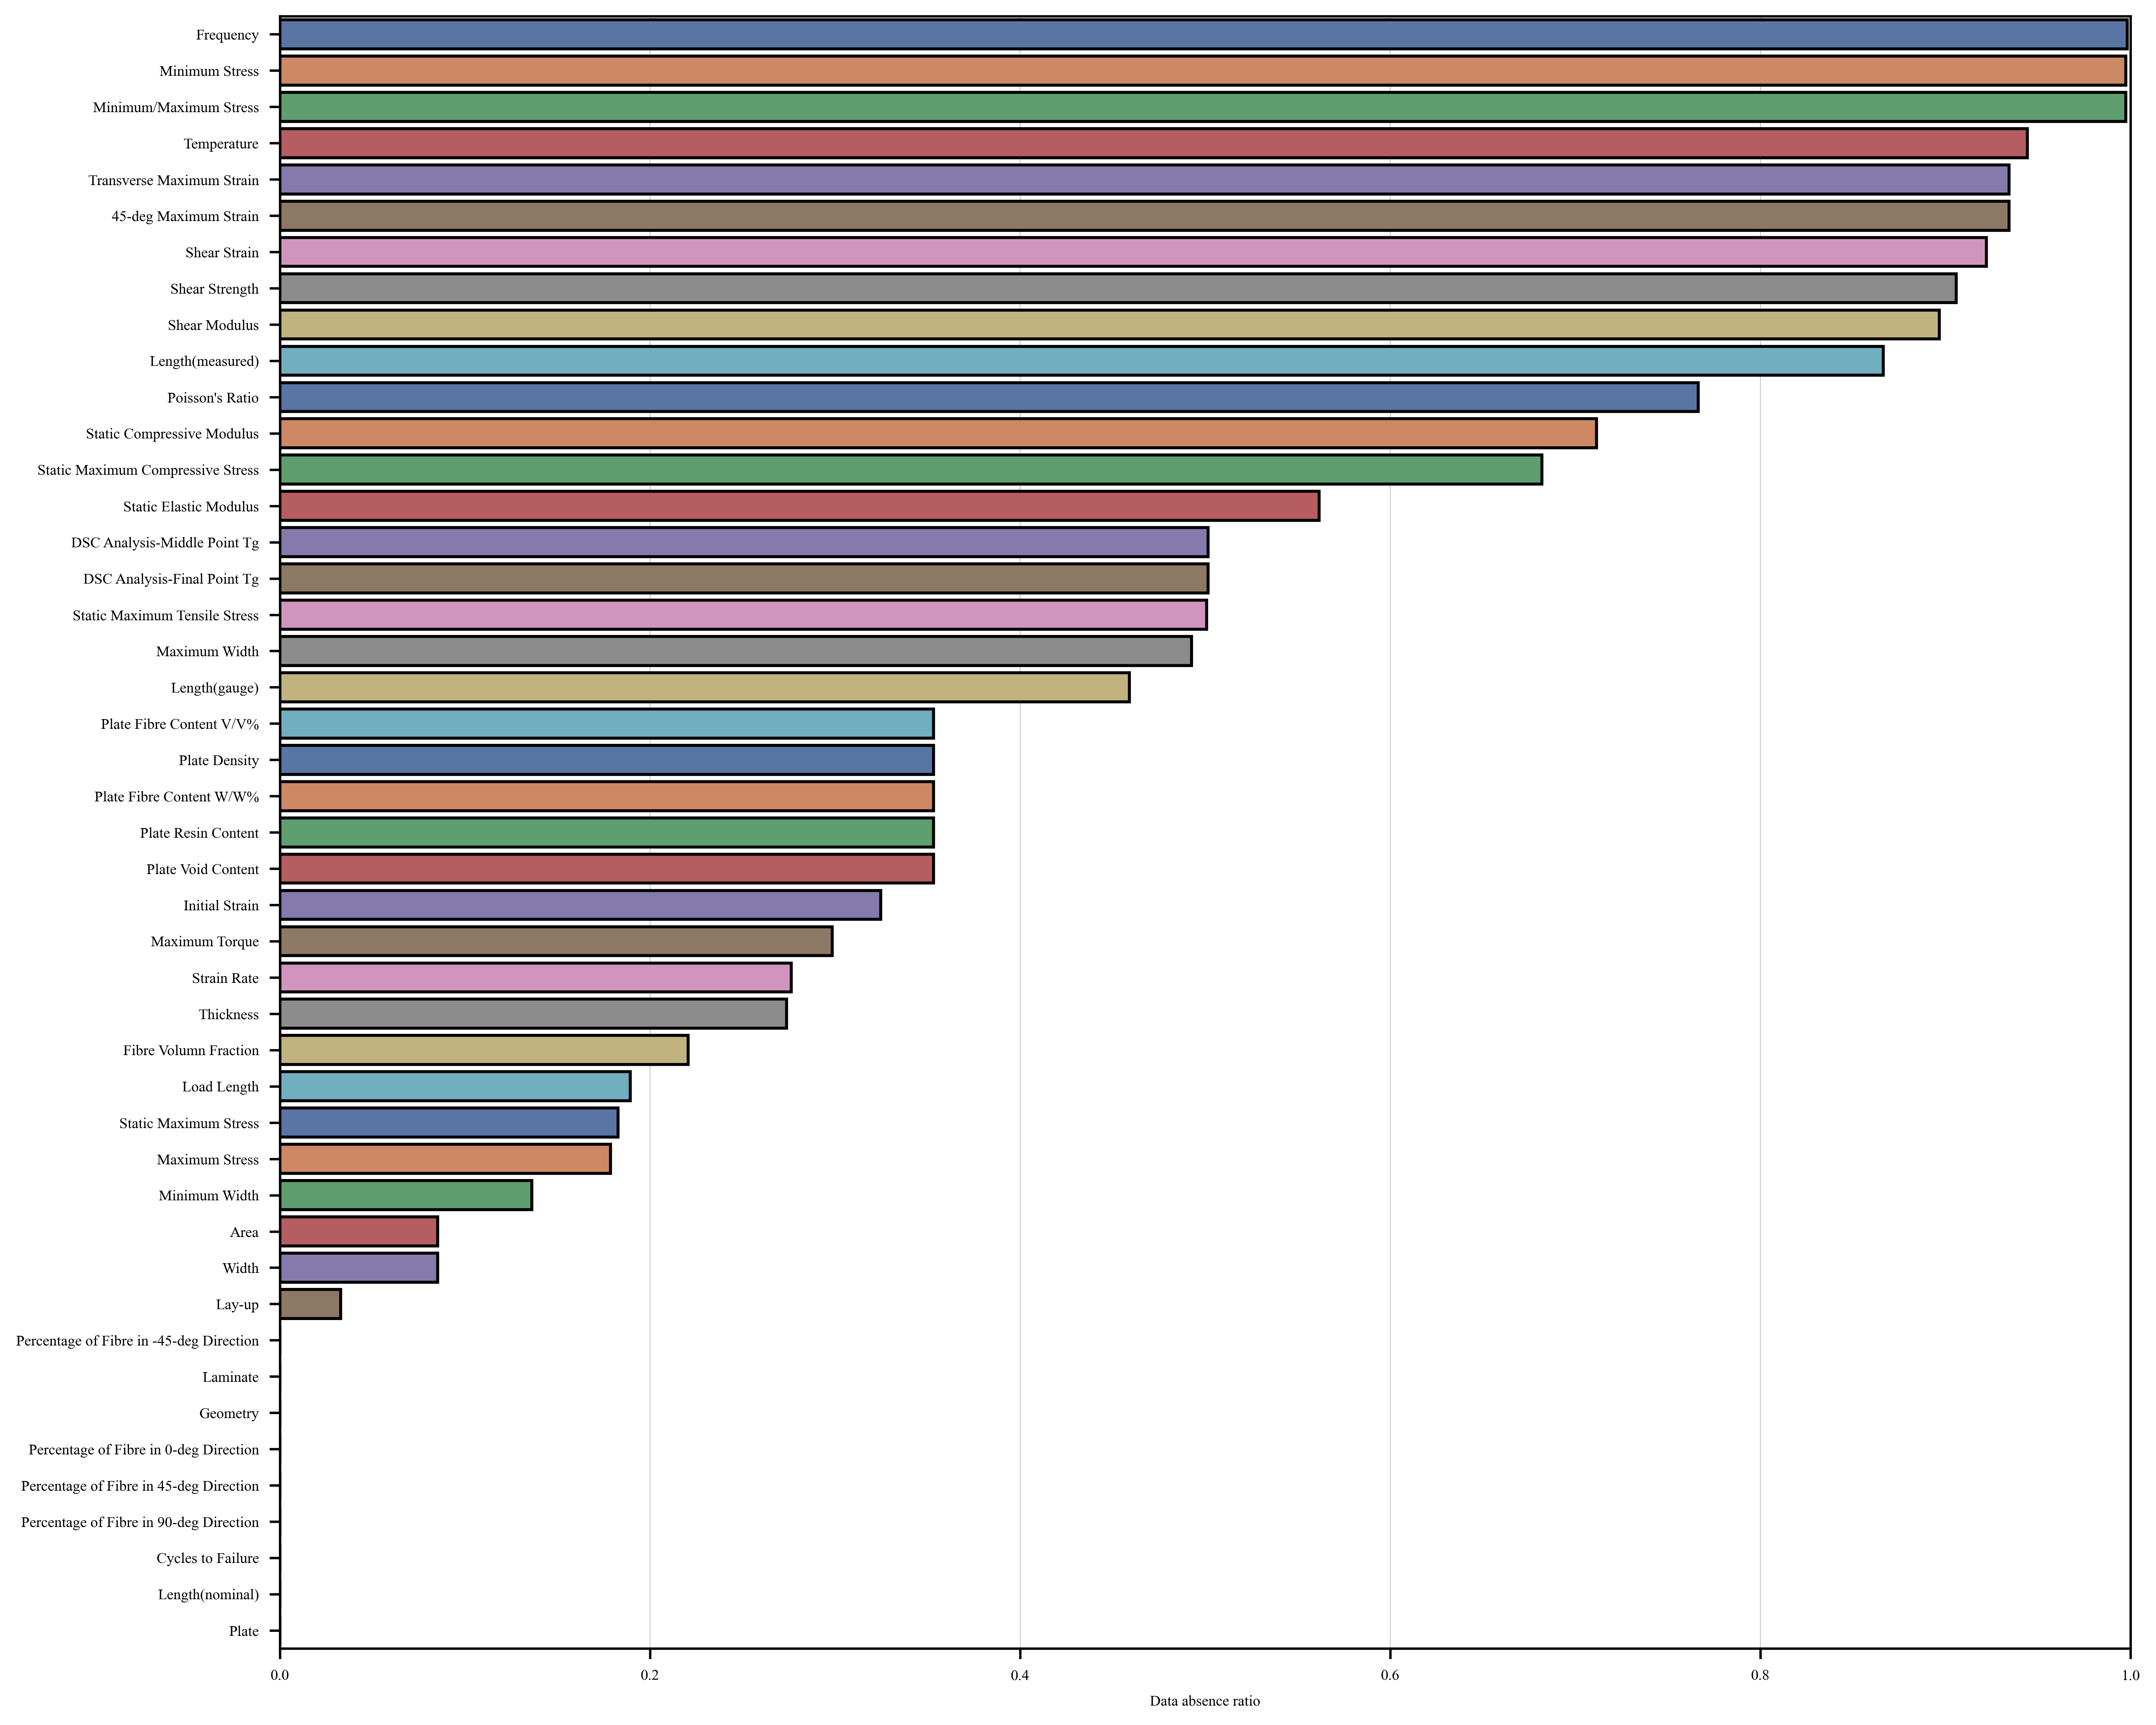 Frequency
Minimum Stress
Minimum/Maximum Stress
Temperature
Transverse Maximum Strain
45-deg Maximum Strain
Shear Strain
Shear Strength
Shear Modulus
Length(measured)
Poisson's Ratio
Static Compressive Modulus
Static Maximum Compressive Stress
Static Elastic Modulus
DSC Analysis-Middle Point Tg
DSC Analysis-Final Point Tg
Static Maximum Tensile Stress
Maximum Width
Length(gauge)
Plate Fibre Content V/V%
Plate Density
Plate Fibre Content W/W%
Plate Resin Content
Plate Void Content
Initial Strain
Maximum Torque
Strain Rate
Thickness
Fibre Volumn Fraction
Load Length
Static Maximum Stress
Maximum Stress
Minimum Width
Area
Width
Lay-up
Percentage of Fibre in -45-deg Direction
Laminate
Geometry
Percentage of Fibre in 0-deg Direction
Percentage of Fibre in 45-deg Direction
Percentage of Fibre in 90-deg Direction
Cycles to Failure
Length(nominal)
Plate
0.0 0.2 0.4 0.6 0.8 1.0
Data absence ratio